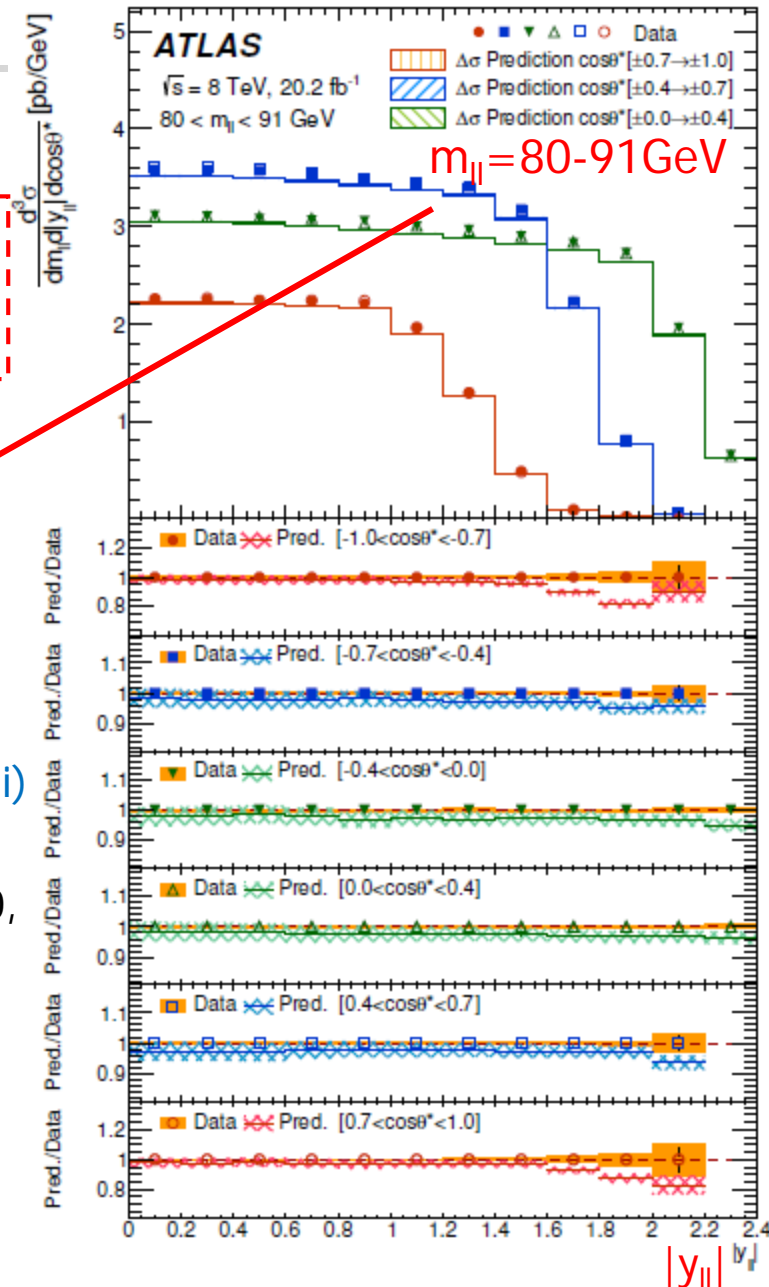 ATLAS
√s = 8 TeV, 20.2 fb⁻¹
80 < m_ll < 91 GeV
Data
Δσ Prediction cosθ*[±0.7→±1.0]
Δσ Prediction cosθ*[±0.4→±0.7]
Δσ Prediction cosθ*[±0.0→±0.4]
m_ll=80-91GeV
d³σ
dm_ll d|y_ll| dcosθ* [pb/GeV]
5
4
3
2
1
Pred./Data
Data Pred. [-1.0<cosθ*<-0.7]
1.2
1
0.8
Pred./Data
Data Pred. [-0.7<cosθ*<-0.4]
1.1
1
0.9
i)
Pred./Data
Data Pred. [-0.4<cosθ*<0.0]
1.1
1
0.9
),
Pred./Data
Data Pred. [0.0<cosθ*<0.4]
1.1
1
0.9
Pred./Data
Data Pred. [0.4<cosθ*<0.7]
1.1
1
0.9
Pred./Data
Data Pred. [0.7<cosθ*<1.0]
1.2
1
0.8
0 0.2 0.4 0.6 0.8 1 1.2 1.4 1.6 1.8 2 2.2 2.4
|y_ll|
|y_ll|